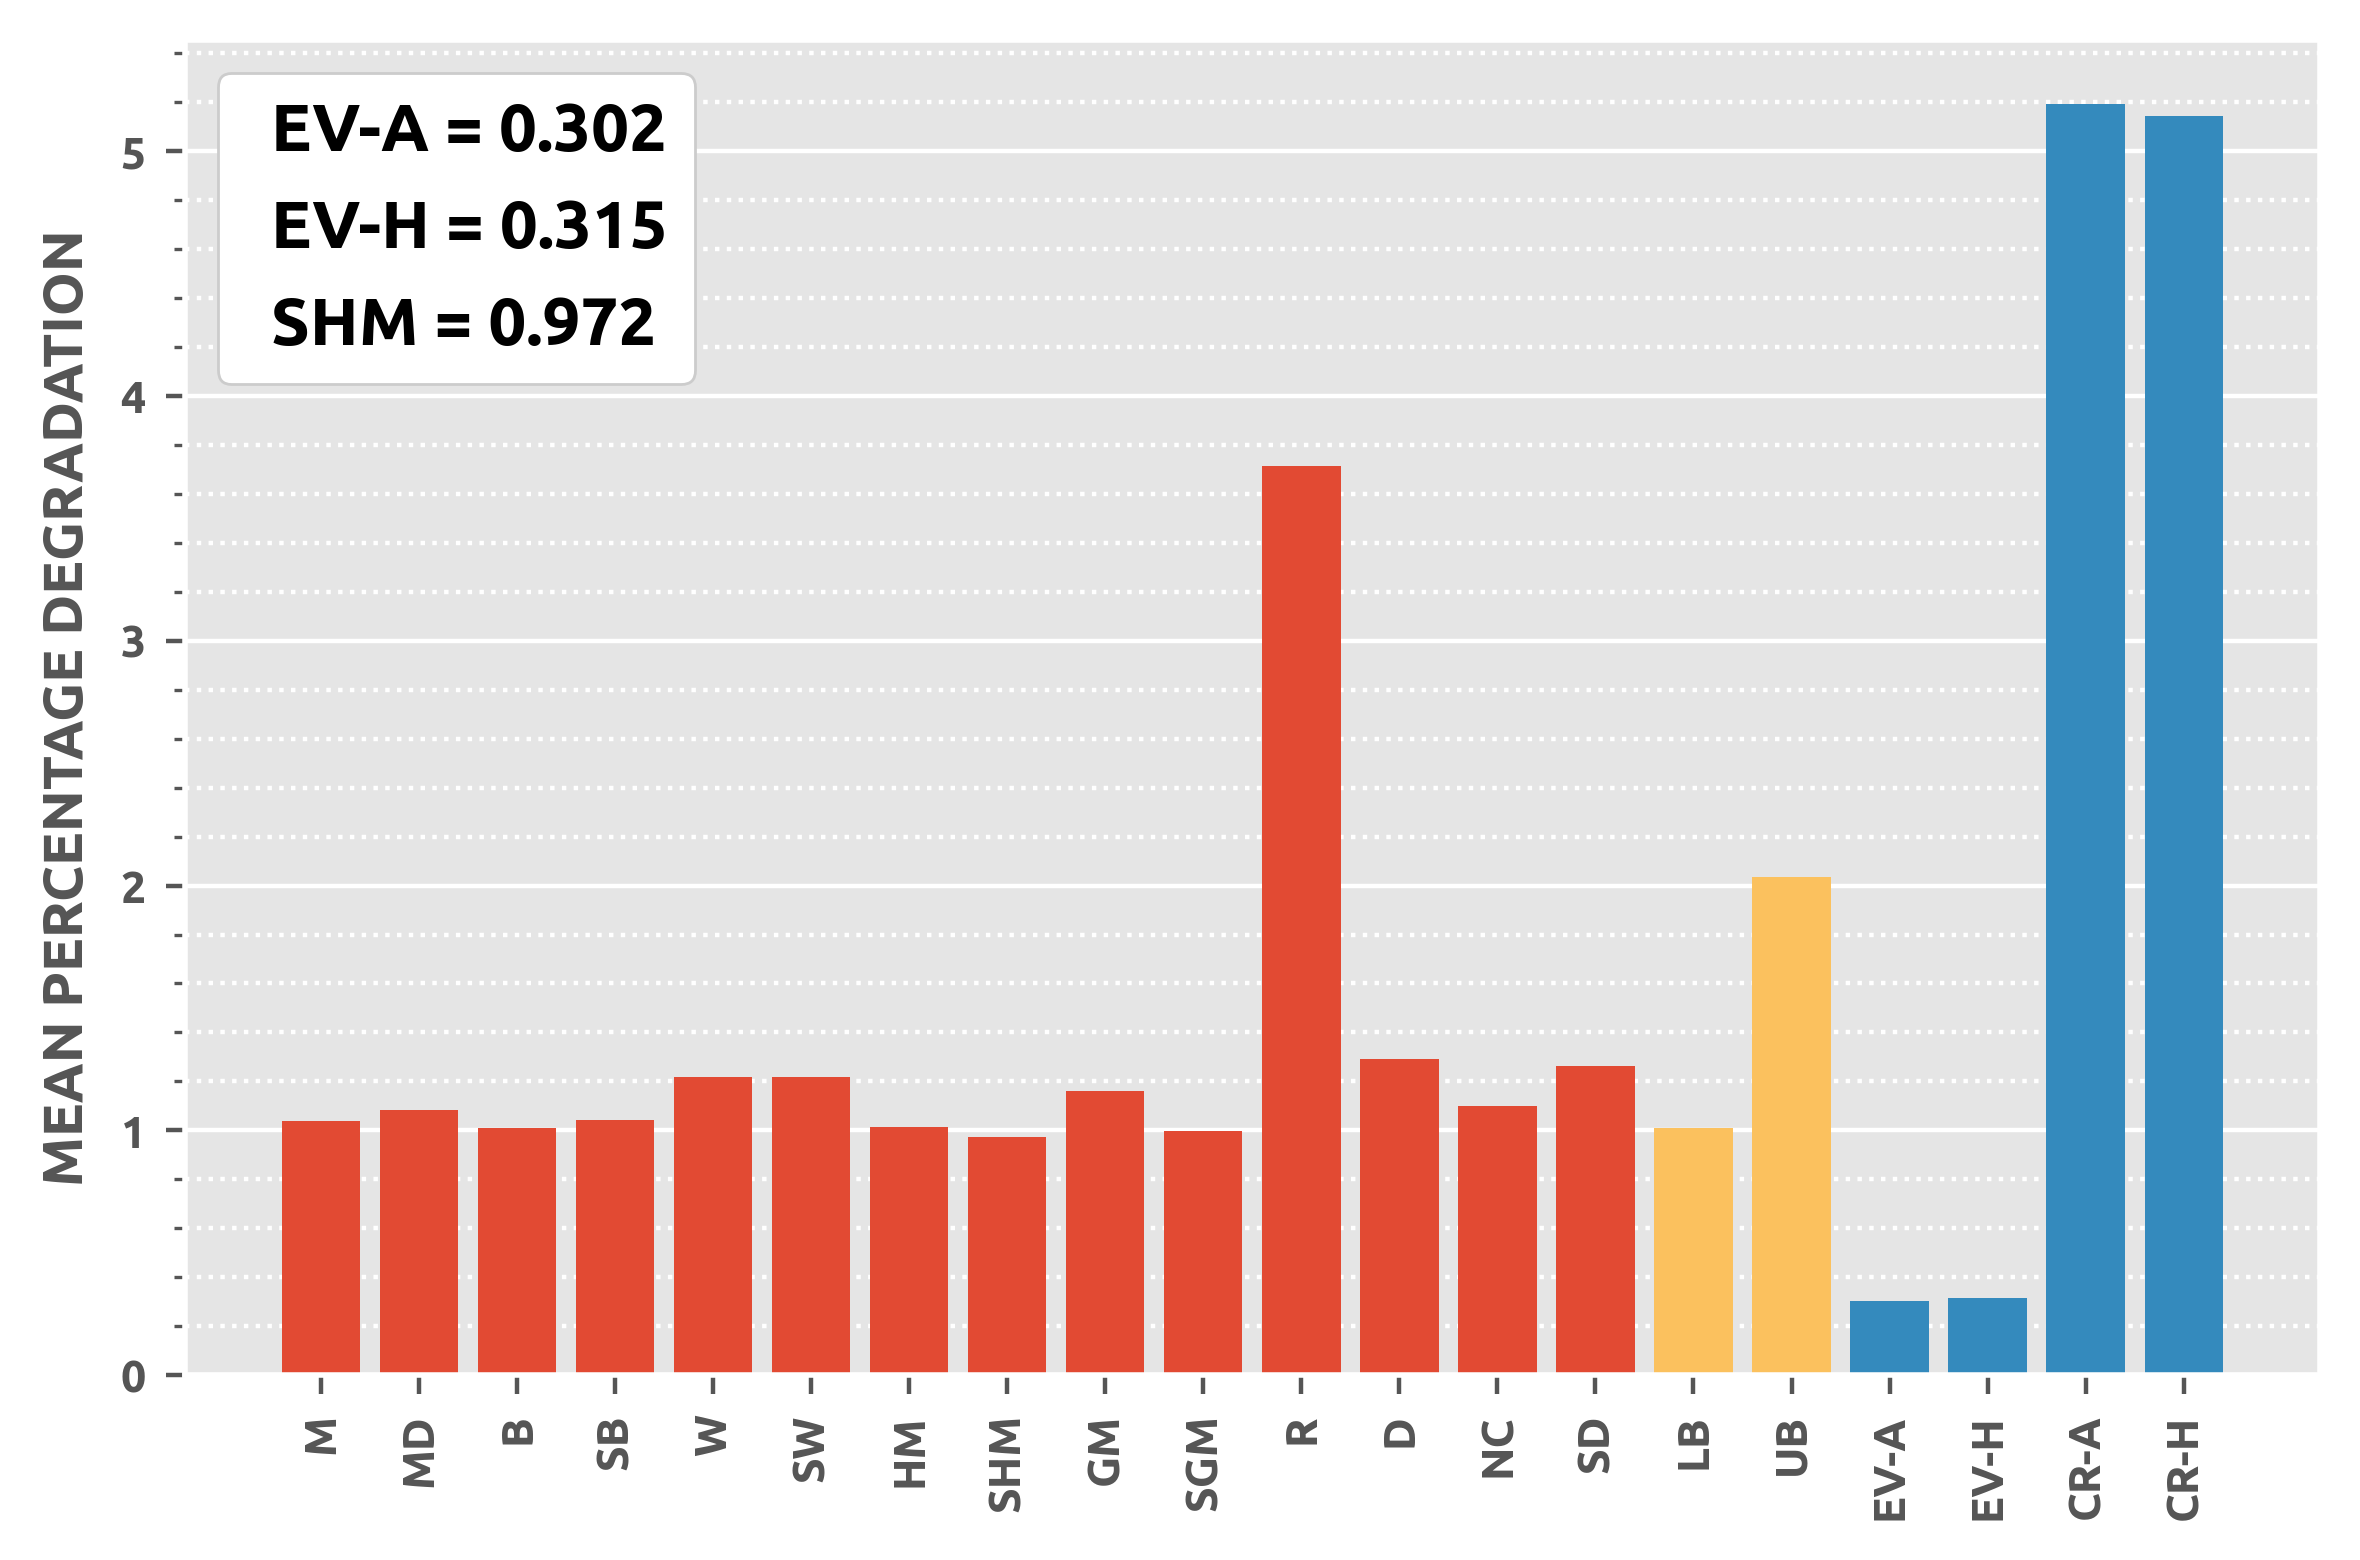 EV-A = 0.302
EV-H = 0.315
SHM = 0.972
MEAN PERCENTAGE DEGRADATION
5
4
3
2
1
0
M
MD
B
SB
W
SW
HM
SHM
GM
SGM
R
D
NC
SD
LB
UB
EV-A
EV-H
CR-A
CR-H